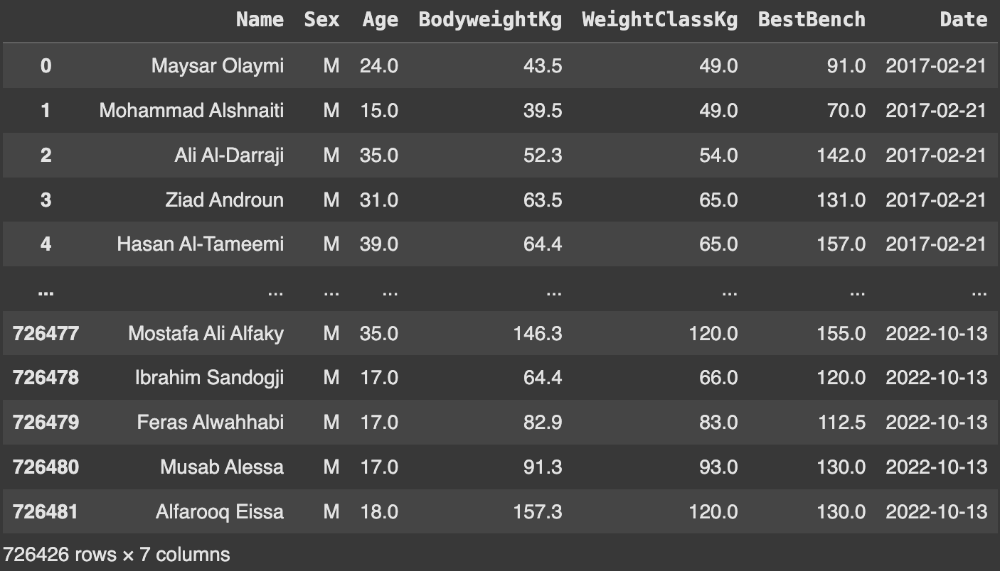 Name Sex Age BodyweightKg WeightClassKg BestBench Date
0 Maysar Olaymi M 24.0 43.5 49.0 91.0 2017-02-21
1 Mohammad Alshnaiti M 15.0 39.5 49.0 70.0 2017-02-21
2 Ali Al-Darraji M 35.0 52.3 54.0 142.0 2017-02-21
3 Ziad Androun M 31.0 63.5 65.0 131.0 2017-02-21
4 Hasan Al-Tameemi M 39.0 64.4 65.0 157.0 2017-02-21
... ... ... ... ... ... ... ...
726477 Mostafa Ali Alfaky M 35.0 146.3 120.0 155.0 2022-10-13
726478 Ibrahim Sandogji M 17.0 64.4 66.0 120.0 2022-10-13
726479 Feras Alwahhabi M 17.0 82.9 83.0 112.5 2022-10-13
726480 Musab Alessa M 17.0 91.3 93.0 130.0 2022-10-13
726481 Alfarooq Eissa M 18.0 157.3 120.0 130.0 2022-10-13
726426 rows × 7 columns